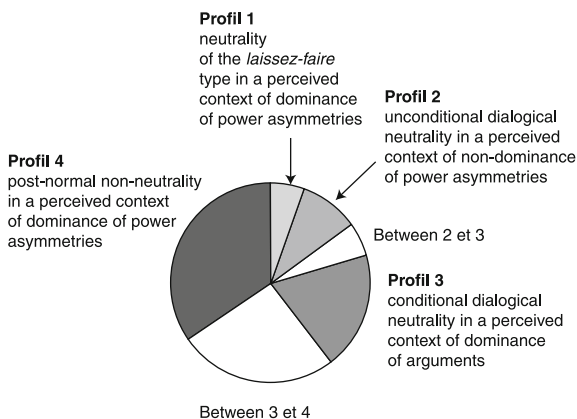 Profil 1
neutrality
of the laissez-faire
type in a perceived
context of dominance
of power asymmetries
Profil 2
unconditional dialogical
neutrality in a perceived
context of non-dominance
of power asymmetries
Profil 4
post-normal non-neutrality
in a perceived context
of dominance of power
asymmetries
Between 2 et 3
Profil 3
conditional dialogical
neutrality in a perceived
context of dominance
of arguments
Between 3 et 4